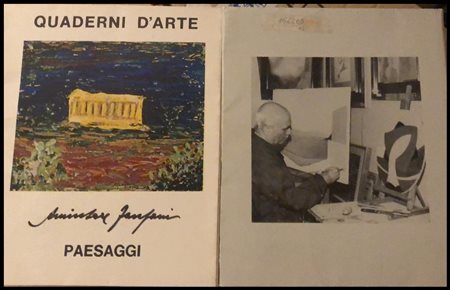 QUADERNI D'ARTE
Amintore Fanfani
PAESAGGI